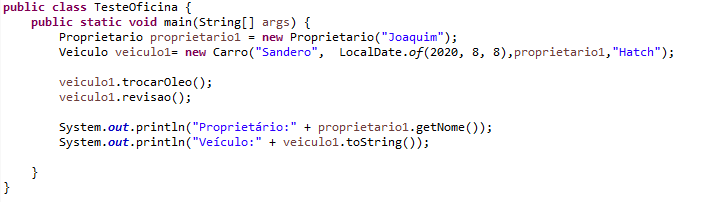 public class TesteOficina {
public static void main(String[] args) {
Proprietario proprietario1 = new Proprietario("Joaquim");
Veiculo veiculo1= new Carro("Sandero",  LocalDate.of(2020, 8, 8),proprietario1,"Hatch");
veiculo1.trocarOleo();
veiculo1.revisao();
System.out.println("Proprietário:" + proprietario1.getNome());
System.out.println("Veículo:" + veiculo1.toString());
}
}